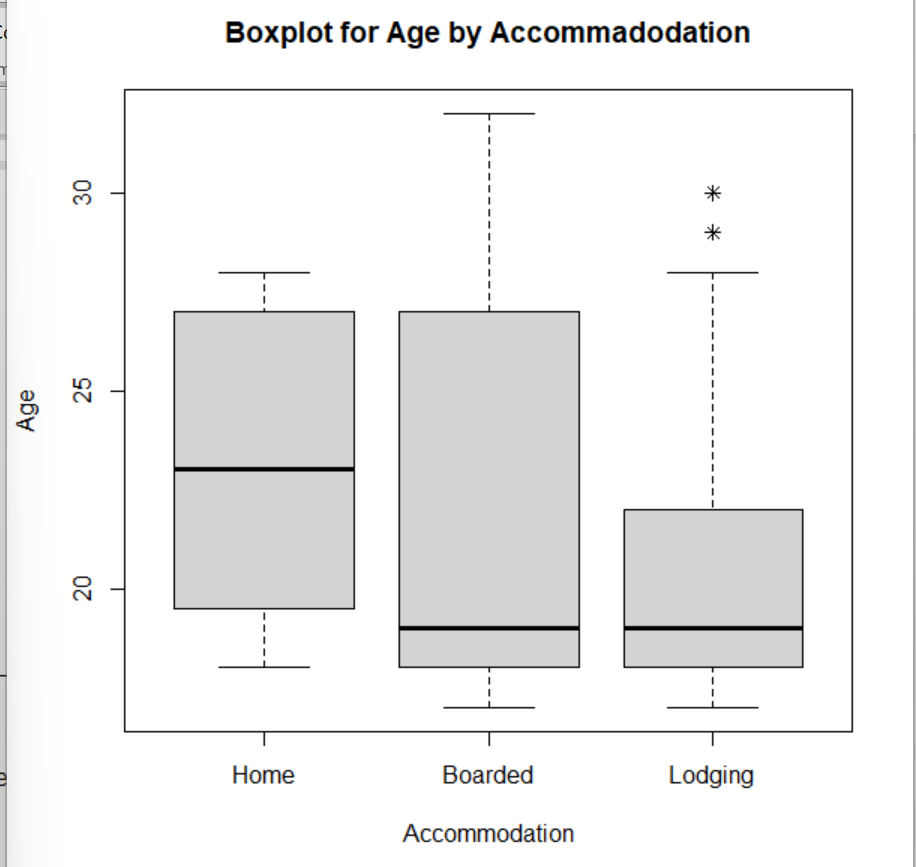 Boxplot for Age by Accommadodation
30
25
20
Age
Home Boarded Lodging
Accommodation